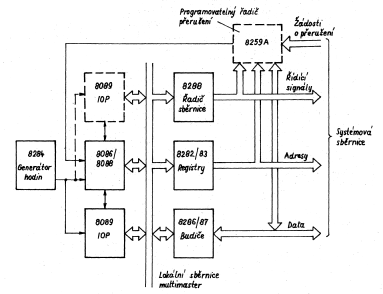 Programovatelný řadič
přerušení
8259A
Žádosti
o přerušení
8089
IOP
8288
Řadič
sběrnice
Řídicí
signály
8284
Generátor
hodin
8086/
8088
8282/83
Registry
Adresy
Systémová
sběrnice
8089
IOP
8286/87
Budiče
Data
Lokální sběrnice
multimaster